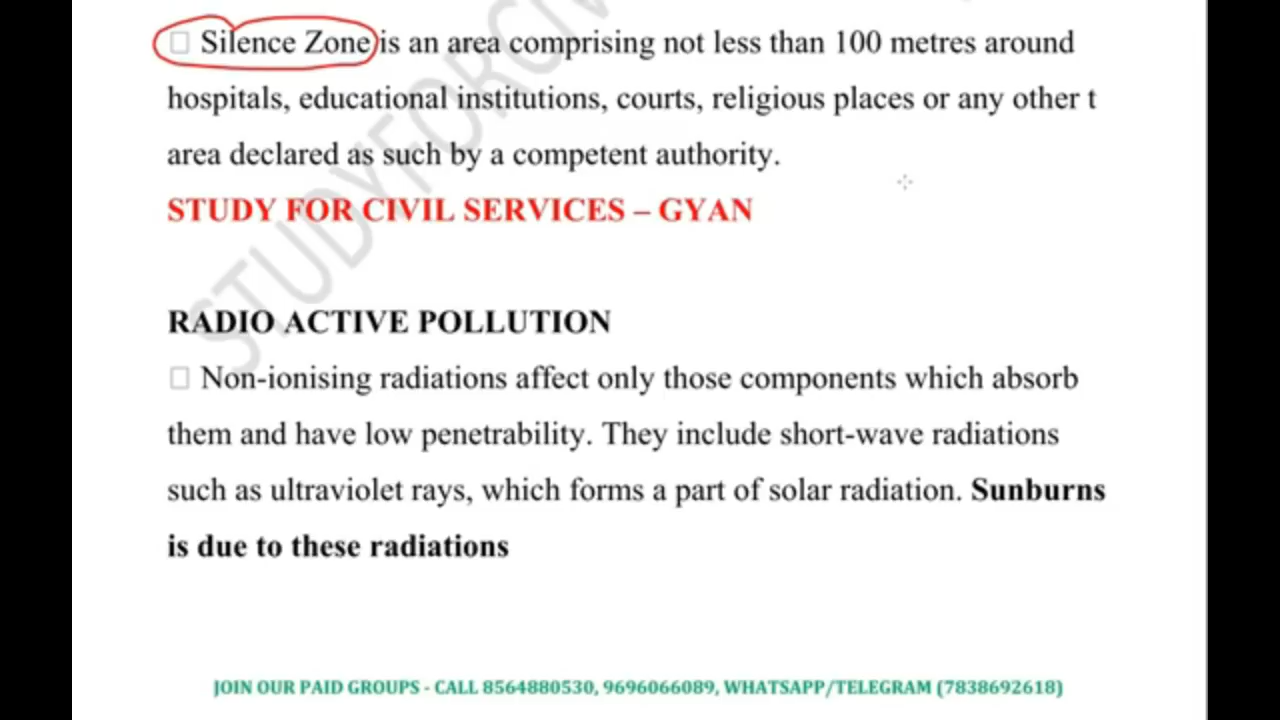 Silence Zone is an area comprising not less than 100 metres around
hospitals, educational institutions, courts, religious places or any other t
area declared as such by a competent authority.
STUDY FOR CIVIL SERVICES – GYAN
RADIO ACTIVE POLLUTION
Non-ionising radiations affect only those components which absorb
them and have low penetrability. They include short-wave radiations
such as ultraviolet rays, which forms a part of solar radiation. Sunburns
is due to these radiations
JOIN OUR PAID GROUPS - CALL 8564880530, 9696066089, WHATSAPP/TELEGRAM (7838692618)
STUDYFORCIV